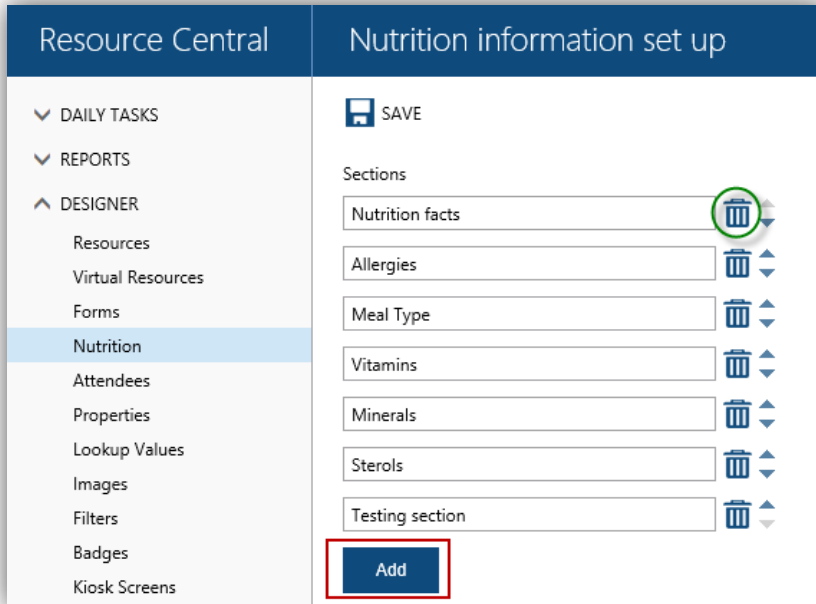 Resource Central
Nutrition information set up
DAILY TASKS
REPORTS
DESIGNER
Resources
Virtual Resources
Forms
Nutrition
Attendees
Properties
Lookup Values
Images
Filters
Badges
Kiosk Screens
SAVE
Sections
Nutrition facts
Allergies
Meal Type
Vitamins
Minerals
Sterols
Testing section
Add